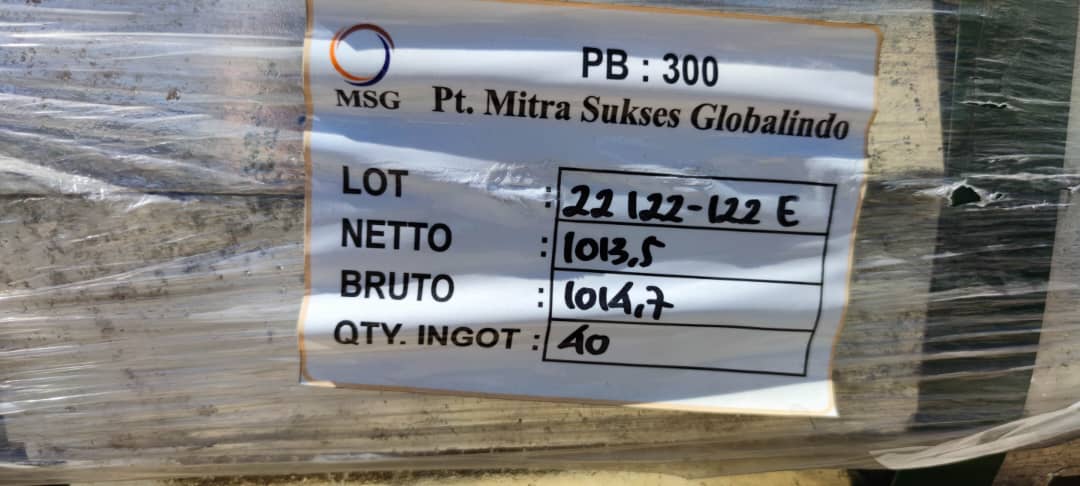 PB : 300
MSG Pt. Mitra Sukses Globalindo
LOT : 22122-122 E
NETTO : 1013,5
BRUTO : 1014,7
QTY. INGOT : 40